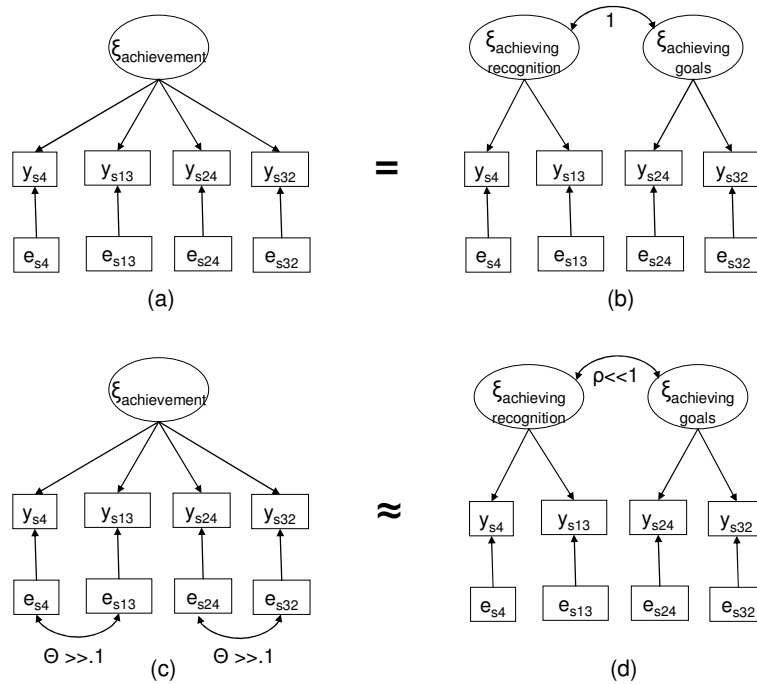 ξachievement
ys4 ys13 ys24 ys32
es4 es13 es24 es32
(a)
=
1
ξachieving recognition
ξachieving goals
ys4 ys13 ys24 ys32
es4 es13 es24 es32
(b)
ξachievement
ys4 ys13 ys24 ys32
es4 es13 es24 es32
Θ >>.1 Θ >>.1
(c)
≈
ρ<<1
ξachieving recognition
ξachieving goals
ys4 ys13 ys24 ys32
es4 es13 es24 es32
(d)